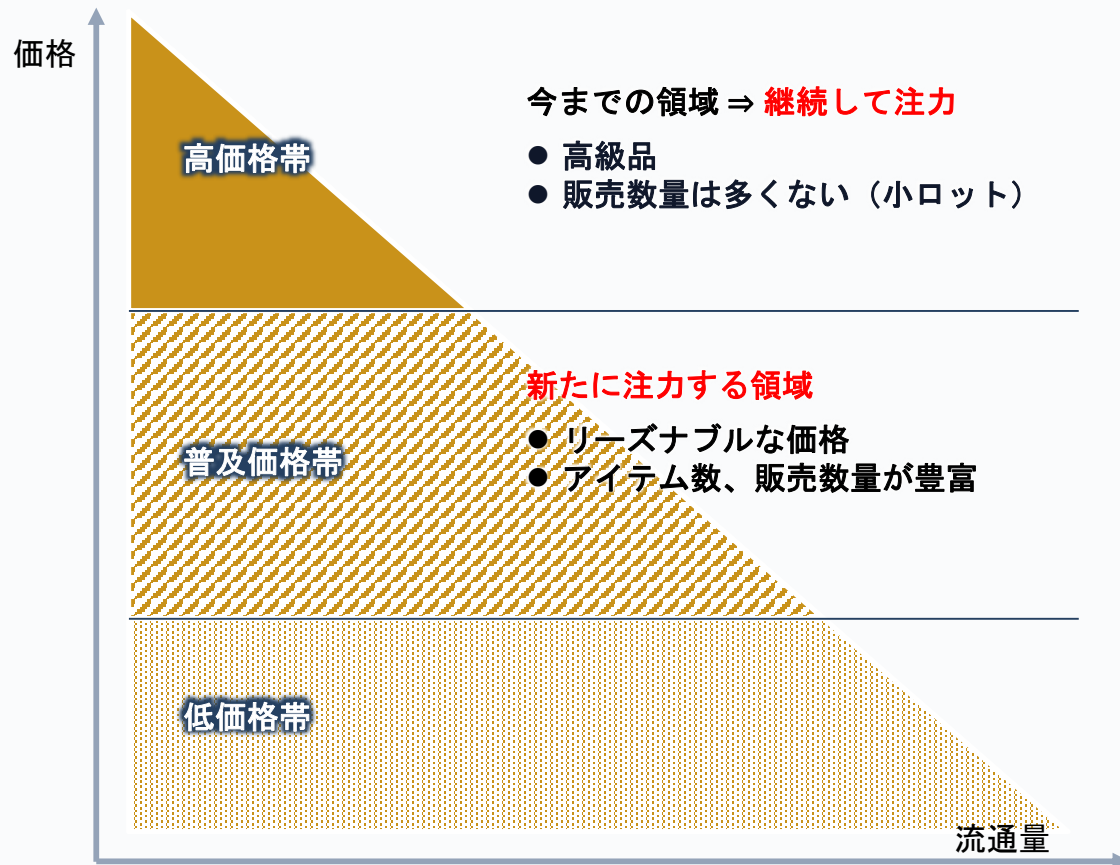 価格
今までの領域 ⇒ 継続して注力
● 高級品
● 販売数量は多くない（小ロット）
高価格帯
新たに注力する領域
● リーズナブルな価格
● アイテム数、販売数量が豊富
普及価格帯
低価格帯
流通量